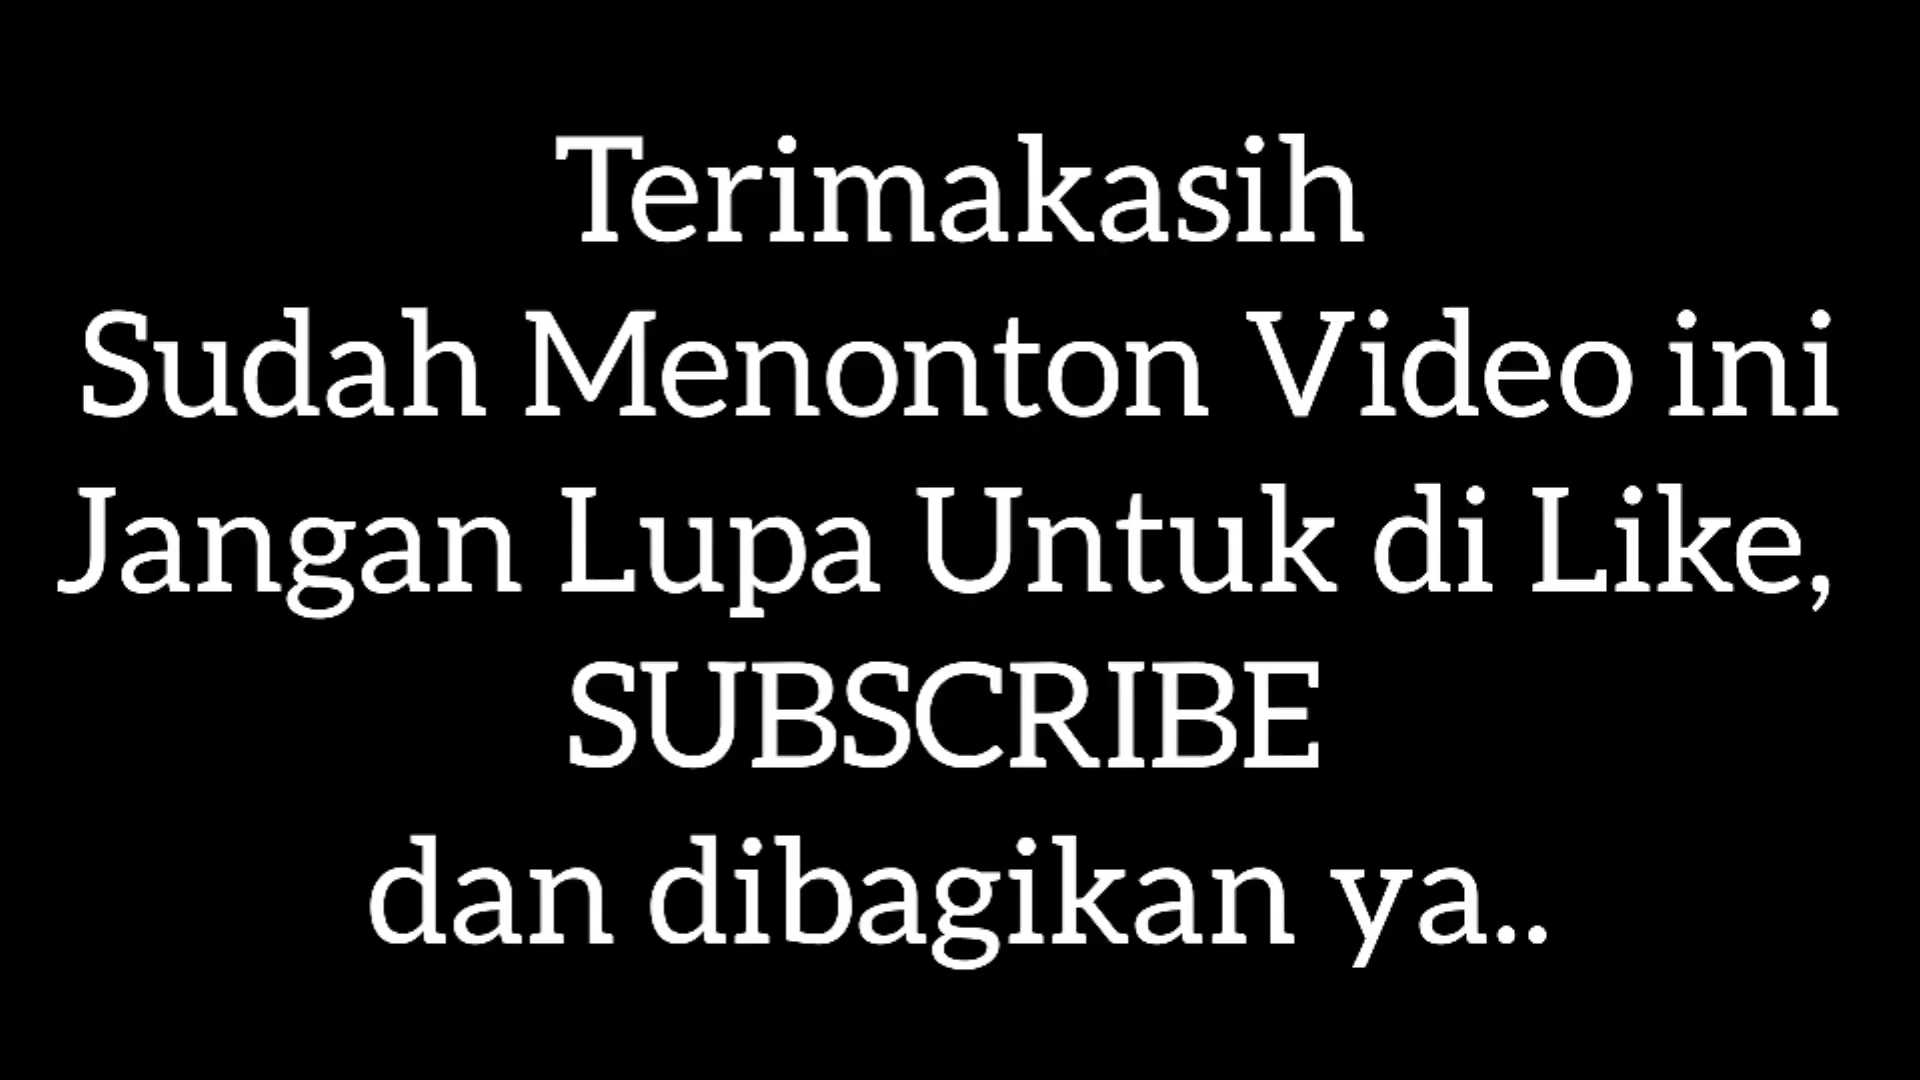 Terimakasih
Sudah Menonton Video ini
Jangan Lupa Untuk di Like,
SUBSCRIBE
dan dibagikan ya..